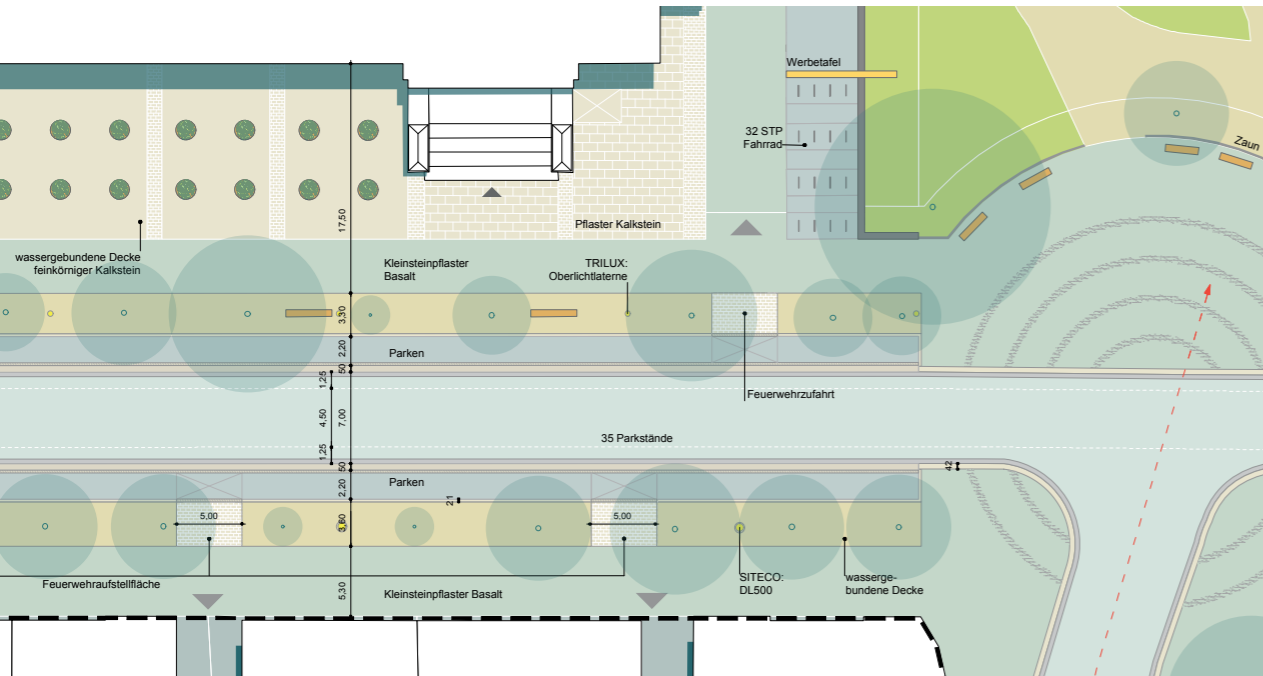 Werbetafel
32 STP
Fahrrad
Zaun
17,50
Pflaster Kalkstein
wassergebundene Decke
feinkörniger Kalkstein
Kleinsteinpflaster
Basalt
TRILUX:
Oberlichtlaterne
3,30
2,20
Parken
50
1,25
Feuerwehrzufahrt
4,50
7,00
35 Parkstände
1,25
50
42
2,20
Parken
21
5,00
3,60
5,00
Feuerwehraufstellfläche
5,30
Kleinsteinpflaster Basalt
SITECO:
DL500
wasserge-
bundene Decke